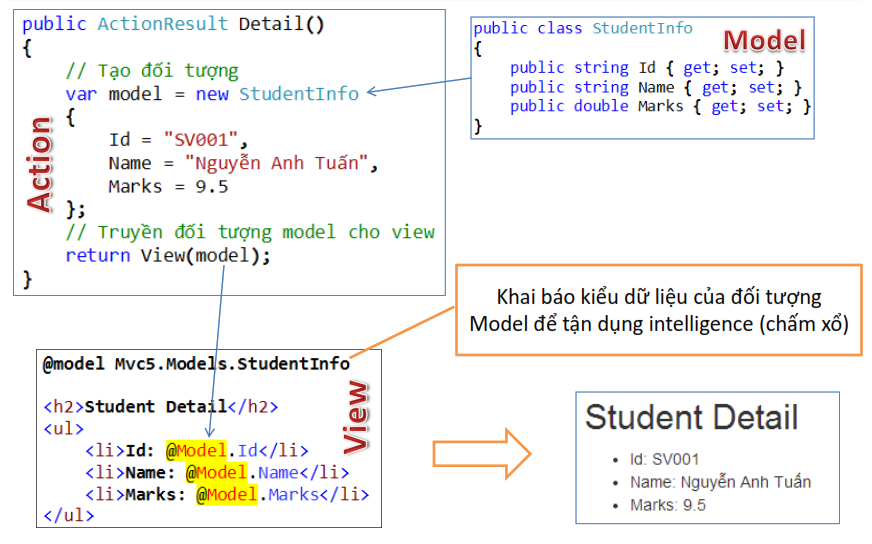 public ActionResult Detail()
{
    // Tạo đối tượng
    var model = new StudentInfo
    {
        Id = "SV001",
        Name = "Nguyễn Anh Tuấn",
        Marks = 9.5
    };
    // Truyền đối tượng model cho view
    return View(model);
}
Action
public class StudentInfo
{
    public string Id { get; set; }
    public string Name { get; set; }
    public double Marks { get; set; }
}
Model
Khai báo kiểu dữ liệu của đối tượng
Model để tận dụng intelligence (chấm xổ)
@model Mvc5.Models.StudentInfo
<h2>Student Detail</h2>
<ul>
    <li>Id: @Model.Id</li>
    <li>Name: @Model.Name</li>
    <li>Marks: @Model.Marks</li>
</ul>
View
Student Detail
• Id: SV001
• Name: Nguyễn Anh Tuấn
• Marks: 9.5